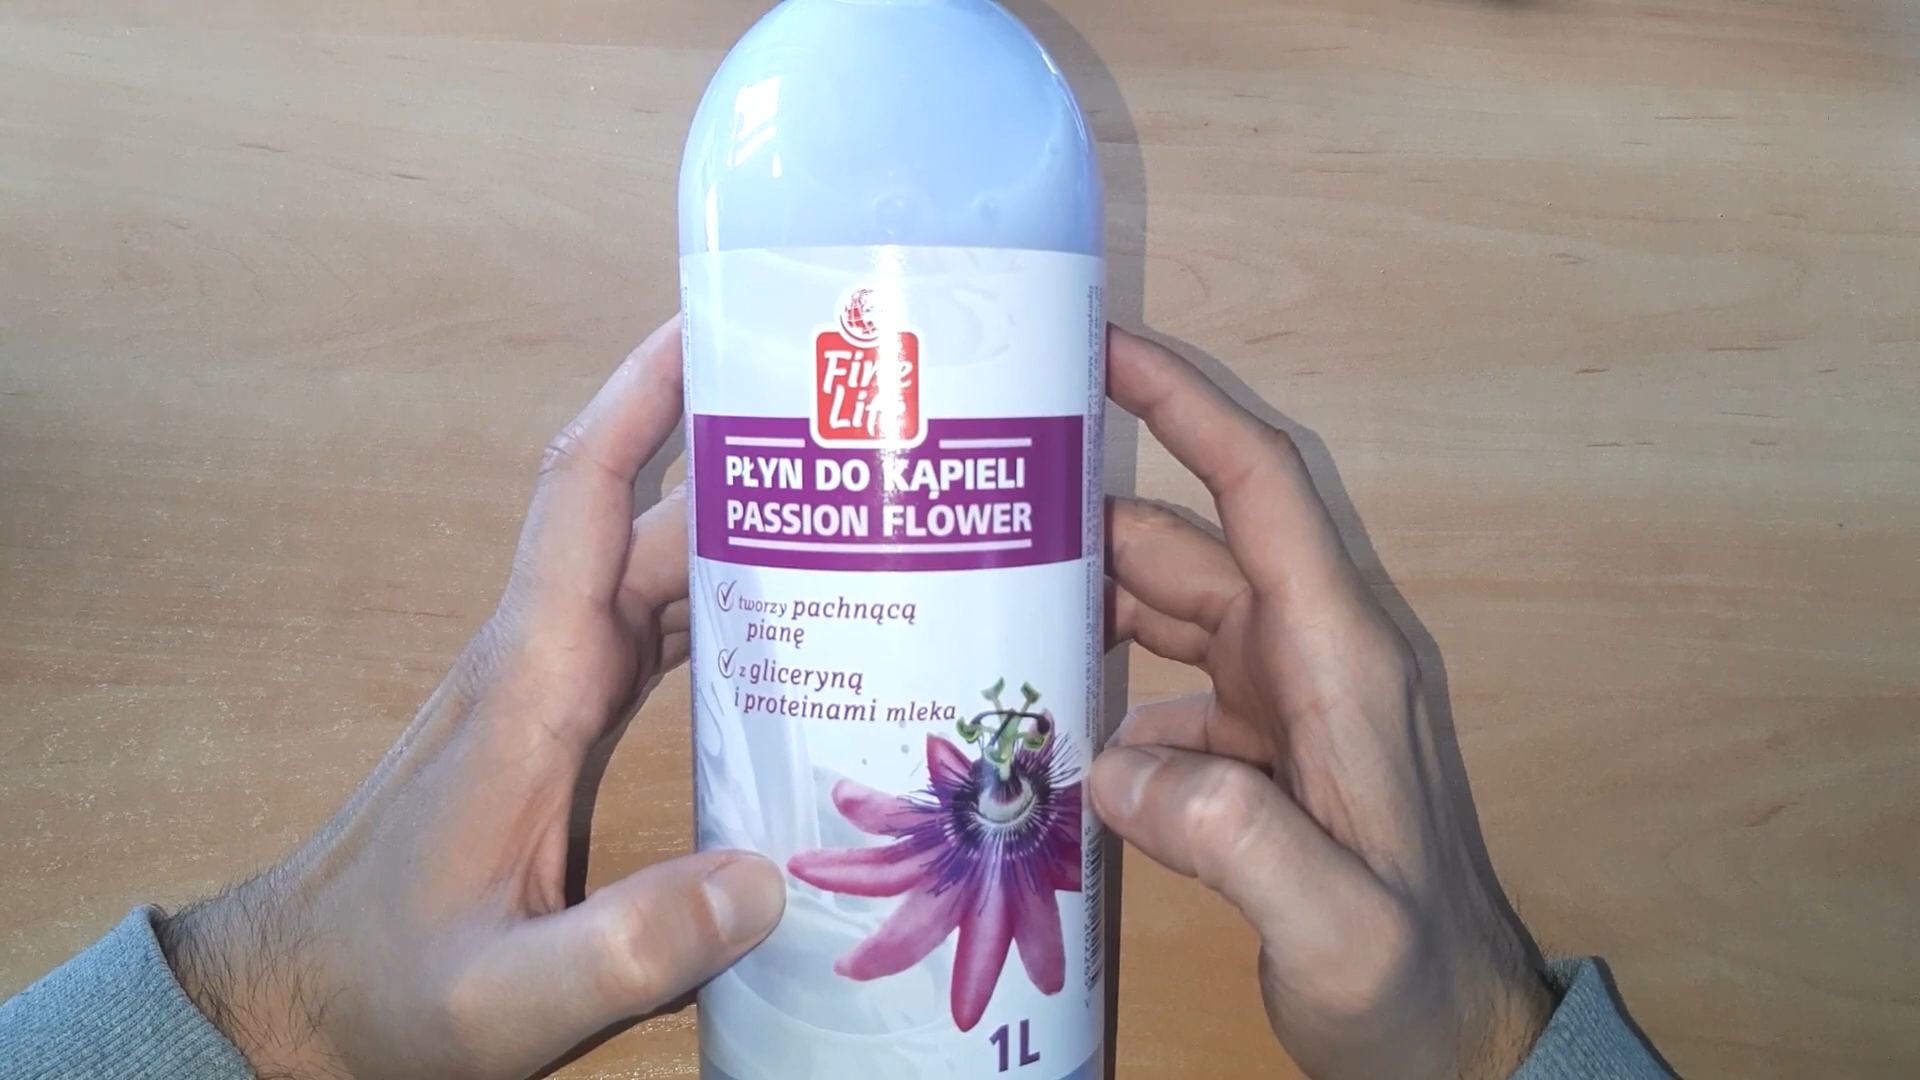 Fine
Life
PŁYN DO KĄPIELI
PASSION FLOWER
tworzy pachnącą
pianę
z gliceryną
i proteinami mleka
1L